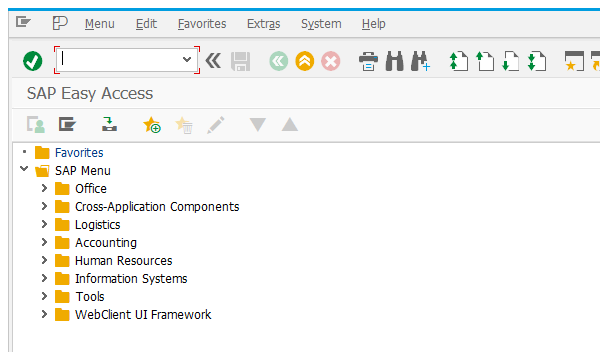 Menu Edit Favorites Extras System Help
SAP Easy Access
Favorites
SAP Menu
Office
Cross-Application Components
Logistics
Accounting
Human Resources
Information Systems
Tools
WebClient UI Framework